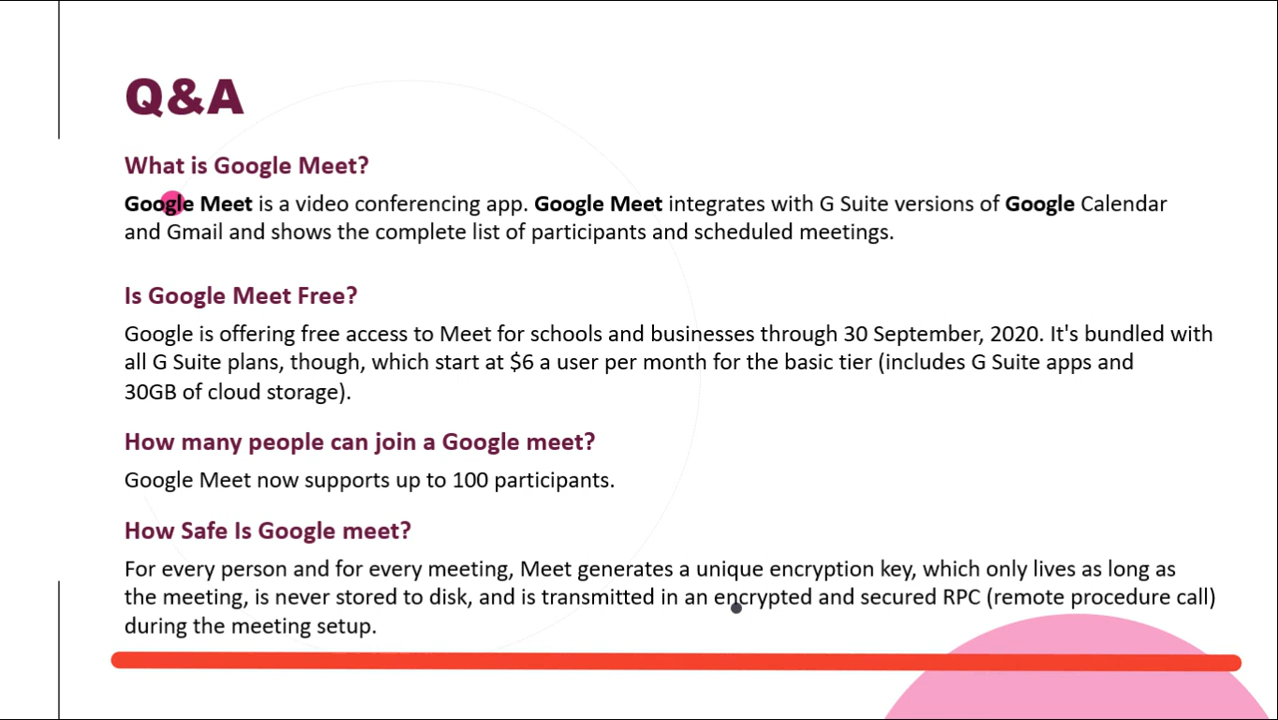 Q&A
What is Google Meet?
Google Meet is a video conferencing app. Google Meet integrates with G Suite versions of Google Calendar
and Gmail and shows the complete list of participants and scheduled meetings.
Is Google Meet Free?
Google is offering free access to Meet for schools and businesses through 30 September, 2020. It's bundled with
all G Suite plans, though, which start at $6 a user per month for the basic tier (includes G Suite apps and
30GB of cloud storage).
How many people can join a Google meet?
Google Meet now supports up to 100 participants.
How Safe Is Google meet?
For every person and for every meeting, Meet generates a unique encryption key, which only lives as long as
the meeting, is never stored to disk, and is transmitted in an encrypted and secured RPC (remote procedure call)
during the meeting setup.